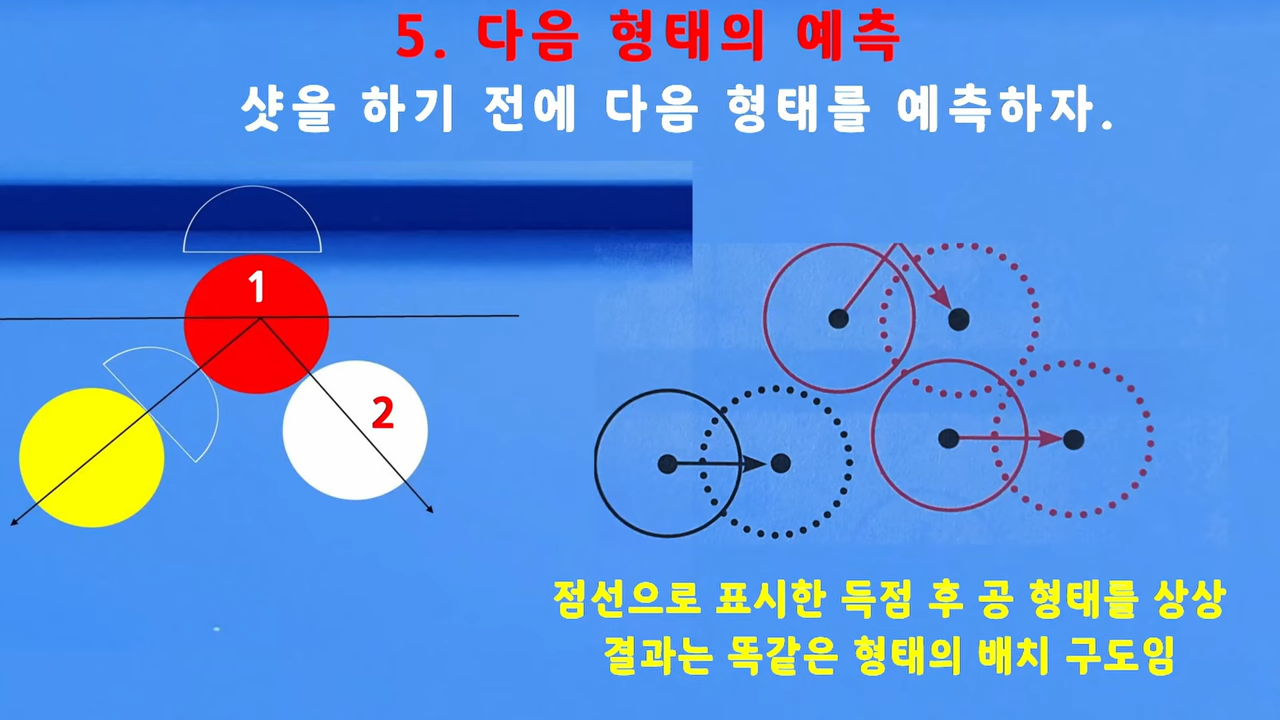 5. 다음 형태의 예측
샷을 하기 전에 다음 형태를 예측하자.
1
2
점선으로 표시한 득점 후 공 형태를 상상
결과는 똑같은 형태의 배치 구도임